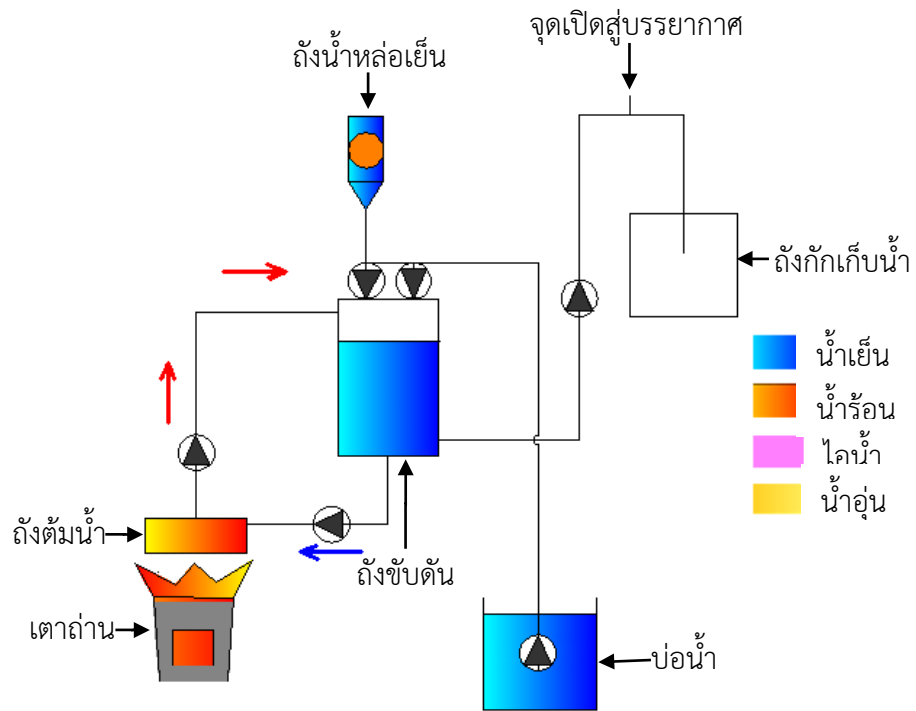 จุดเปิดสู่บรรยากาศ
ถังน้ำหล่อเย็น
ถังกักเก็บน้ำ
น้ำเย็น
น้ำร้อน
ไอน้ำ
น้ำอุ่น
ถังต้มน้ำ
ถังขับดัน
เตาถ่าน
บ่อน้ำ